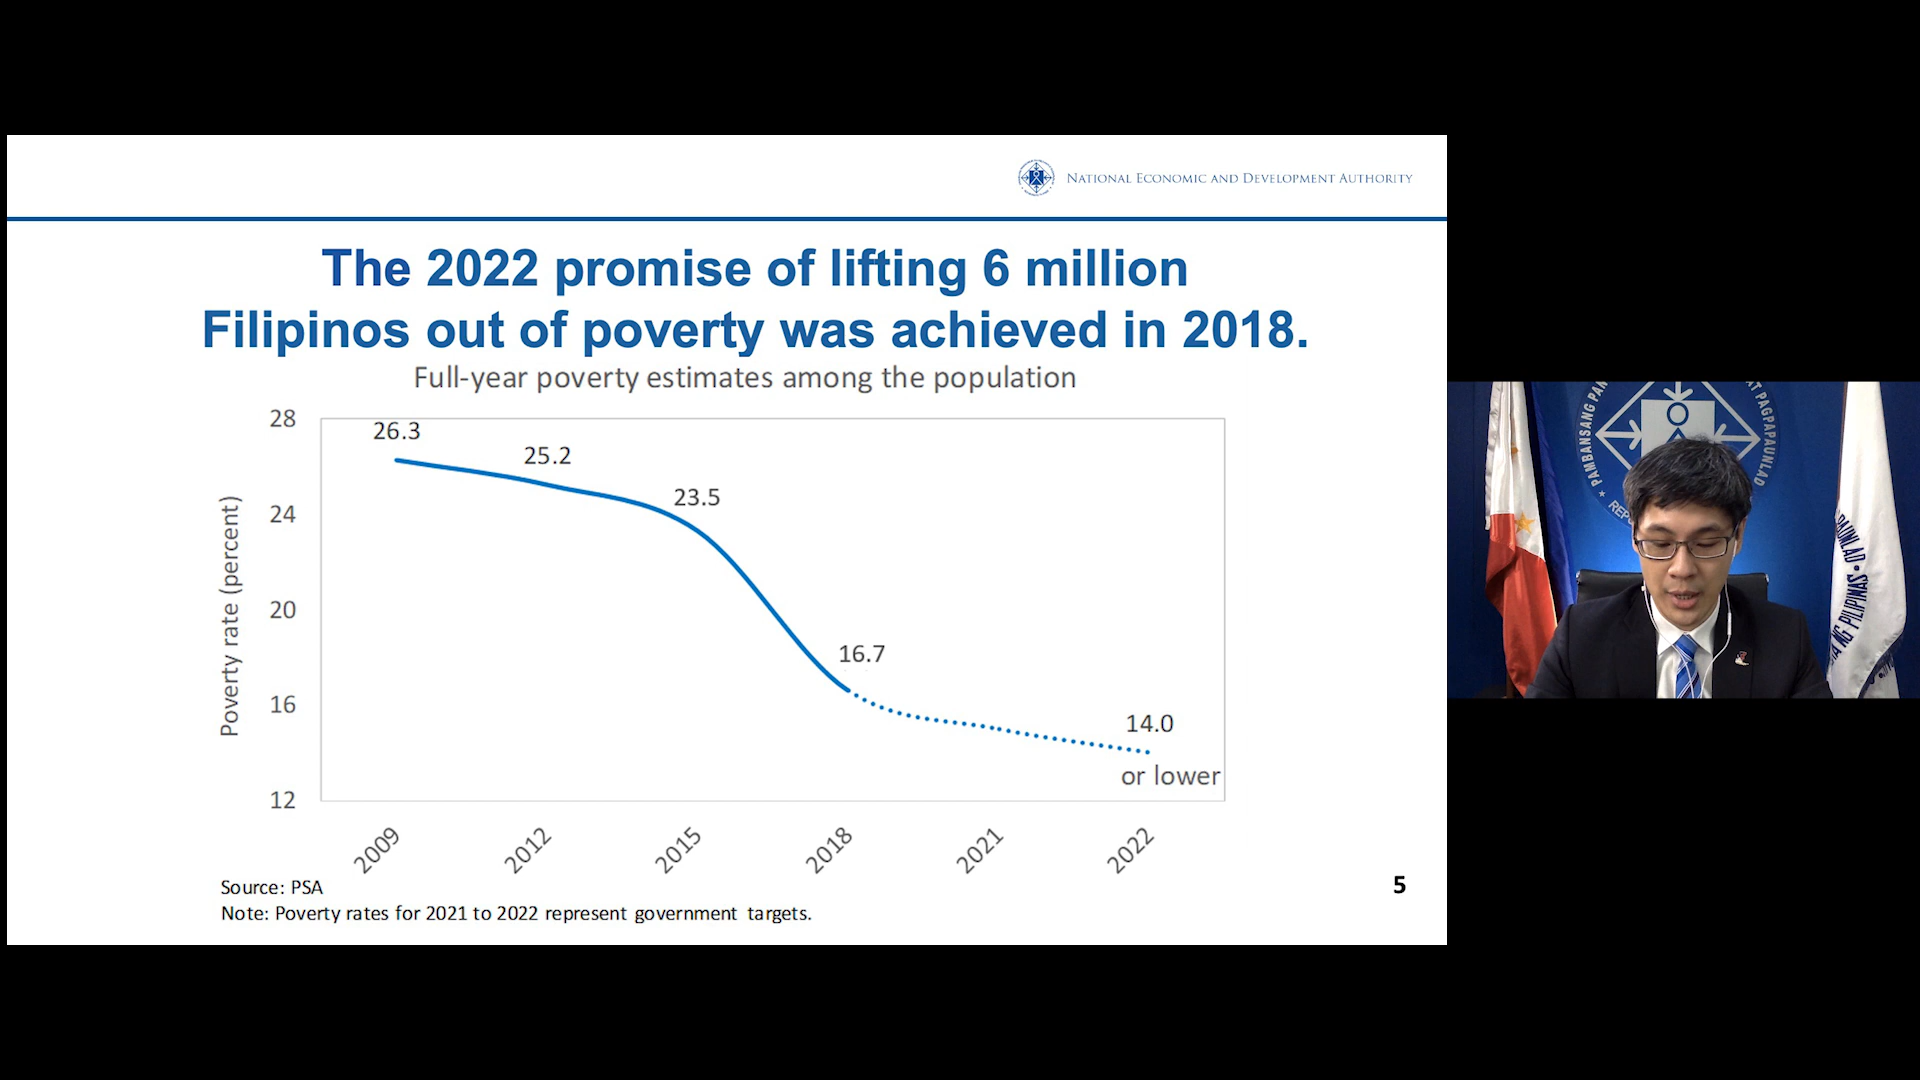 NATIONAL ECONOMIC AND DEVELOPMENT AUTHORITY
The 2022 promise of lifting 6 million
Filipinos out of poverty was achieved in 2018.
Full-year poverty estimates among the population
Poverty rate (percent)
28
24
20
16
12
26.3
25.2
23.5
16.7
14.0
or lower
2009
2012
2015
2018
2021
2022
Source: PSA
Note: Poverty rates for 2021 to 2022 represent government targets.
5
PAMBANSANG PAN
AT PAGPAPAUNLAD
REP
NG PILIPINAS